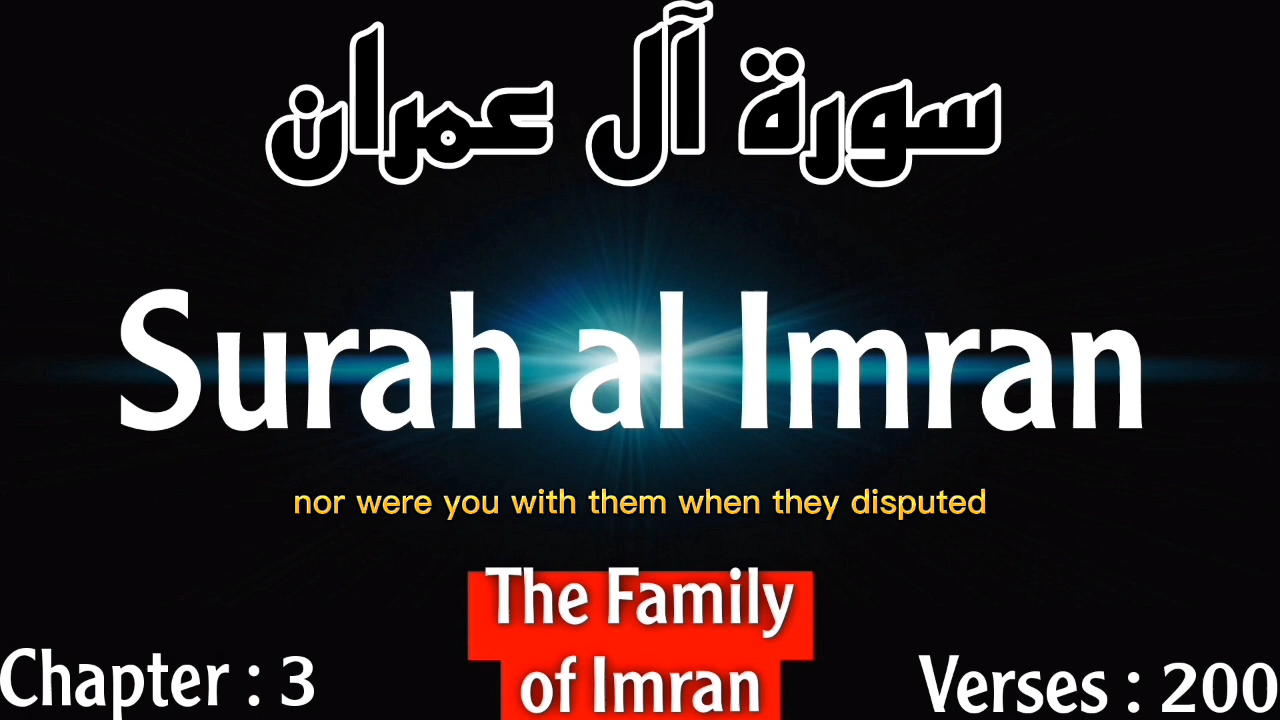 سورة آل عمران
Surah al Imran
nor were you with them when they disputed
The Family
of Imran
Chapter : 3
Verses : 200